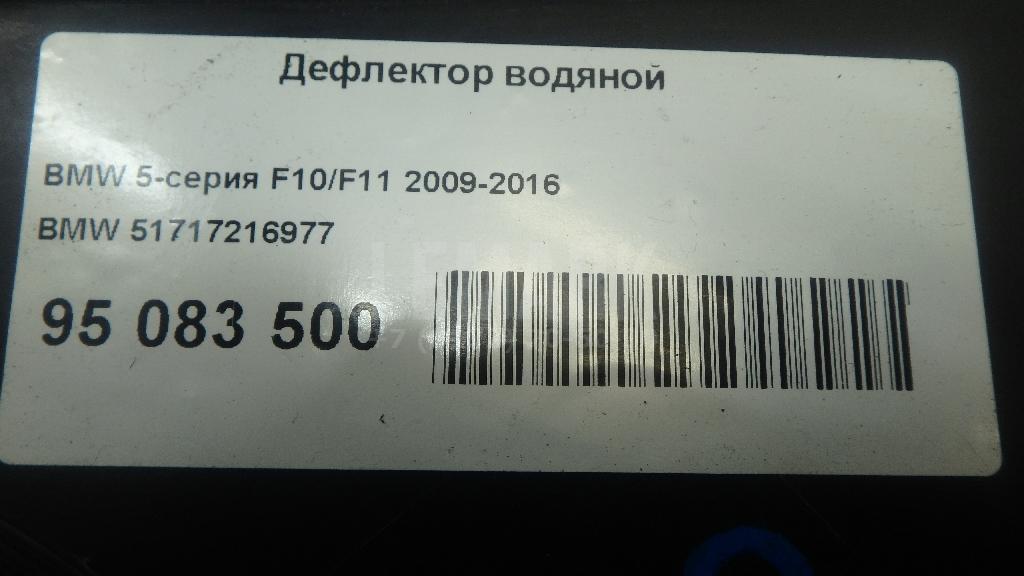 Дефлектор водяной
BMW 5-серия F10/F11 2009-2016
BMW 51717216977
95 083 500